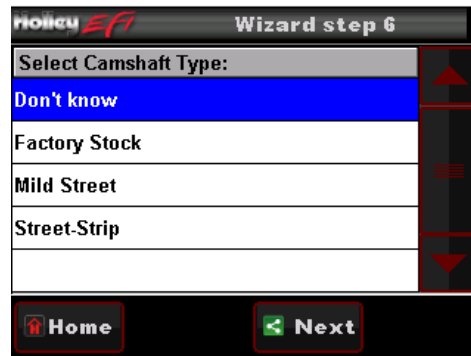 Holley EFI Wizard step 6
Select Camshaft Type:
Don't know
Factory Stock
Mild Street
Street-Strip
Home Next